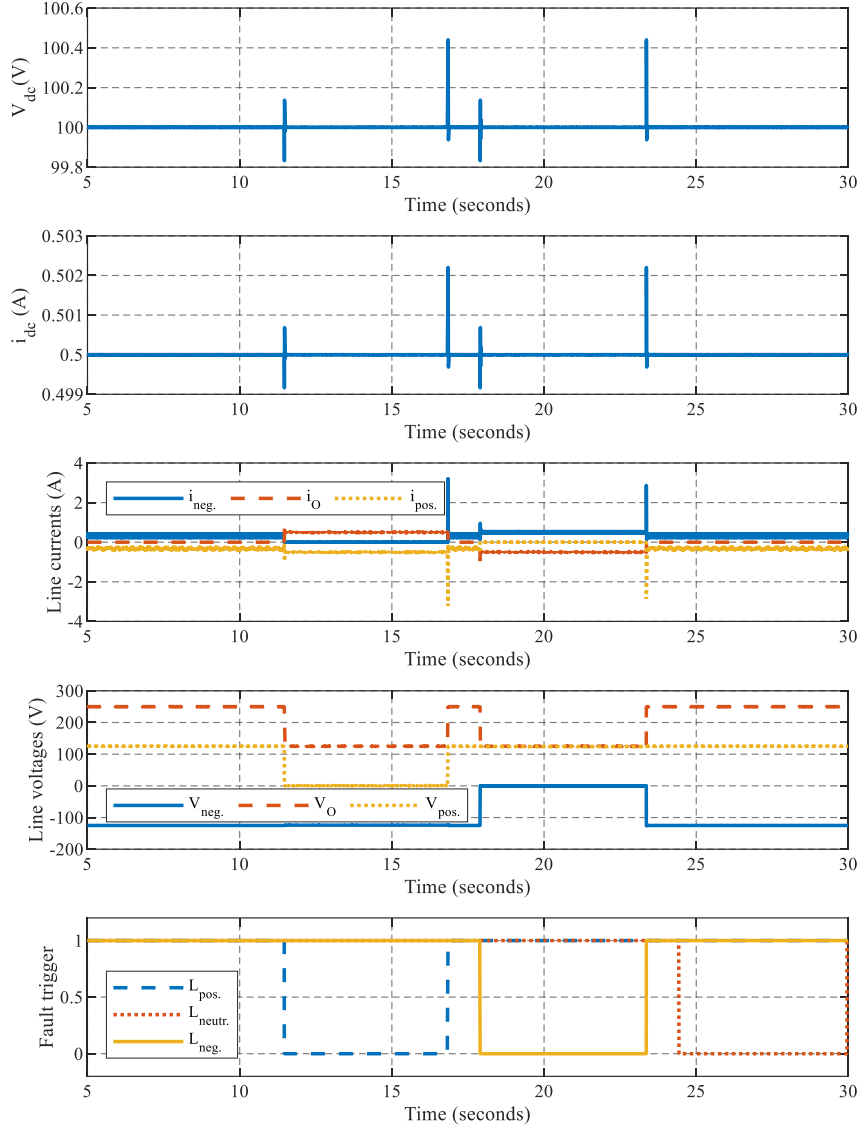 V_dc (V)
100.6
100.4
100.2
100
99.8
5 10 15 20 25 30
Time (seconds)
i_dc (A)
0.503
0.502
0.501
0.5
0.499
5 10 15 20 25 30
Time (seconds)
Line currents (A)
4
2
0
-2
-4
i_neg. i_O i_pos.
5 10 15 20 25 30
Time (seconds)
Line voltages (V)
300
200
100
0
-100
-200
V_neg. V_O V_pos.
5 10 15 20 25 30
Time (seconds)
Fault trigger
1
0.5
0
L_pos.
L_neutr.
L_neg.
5 10 15 20 25 30
Time (seconds)